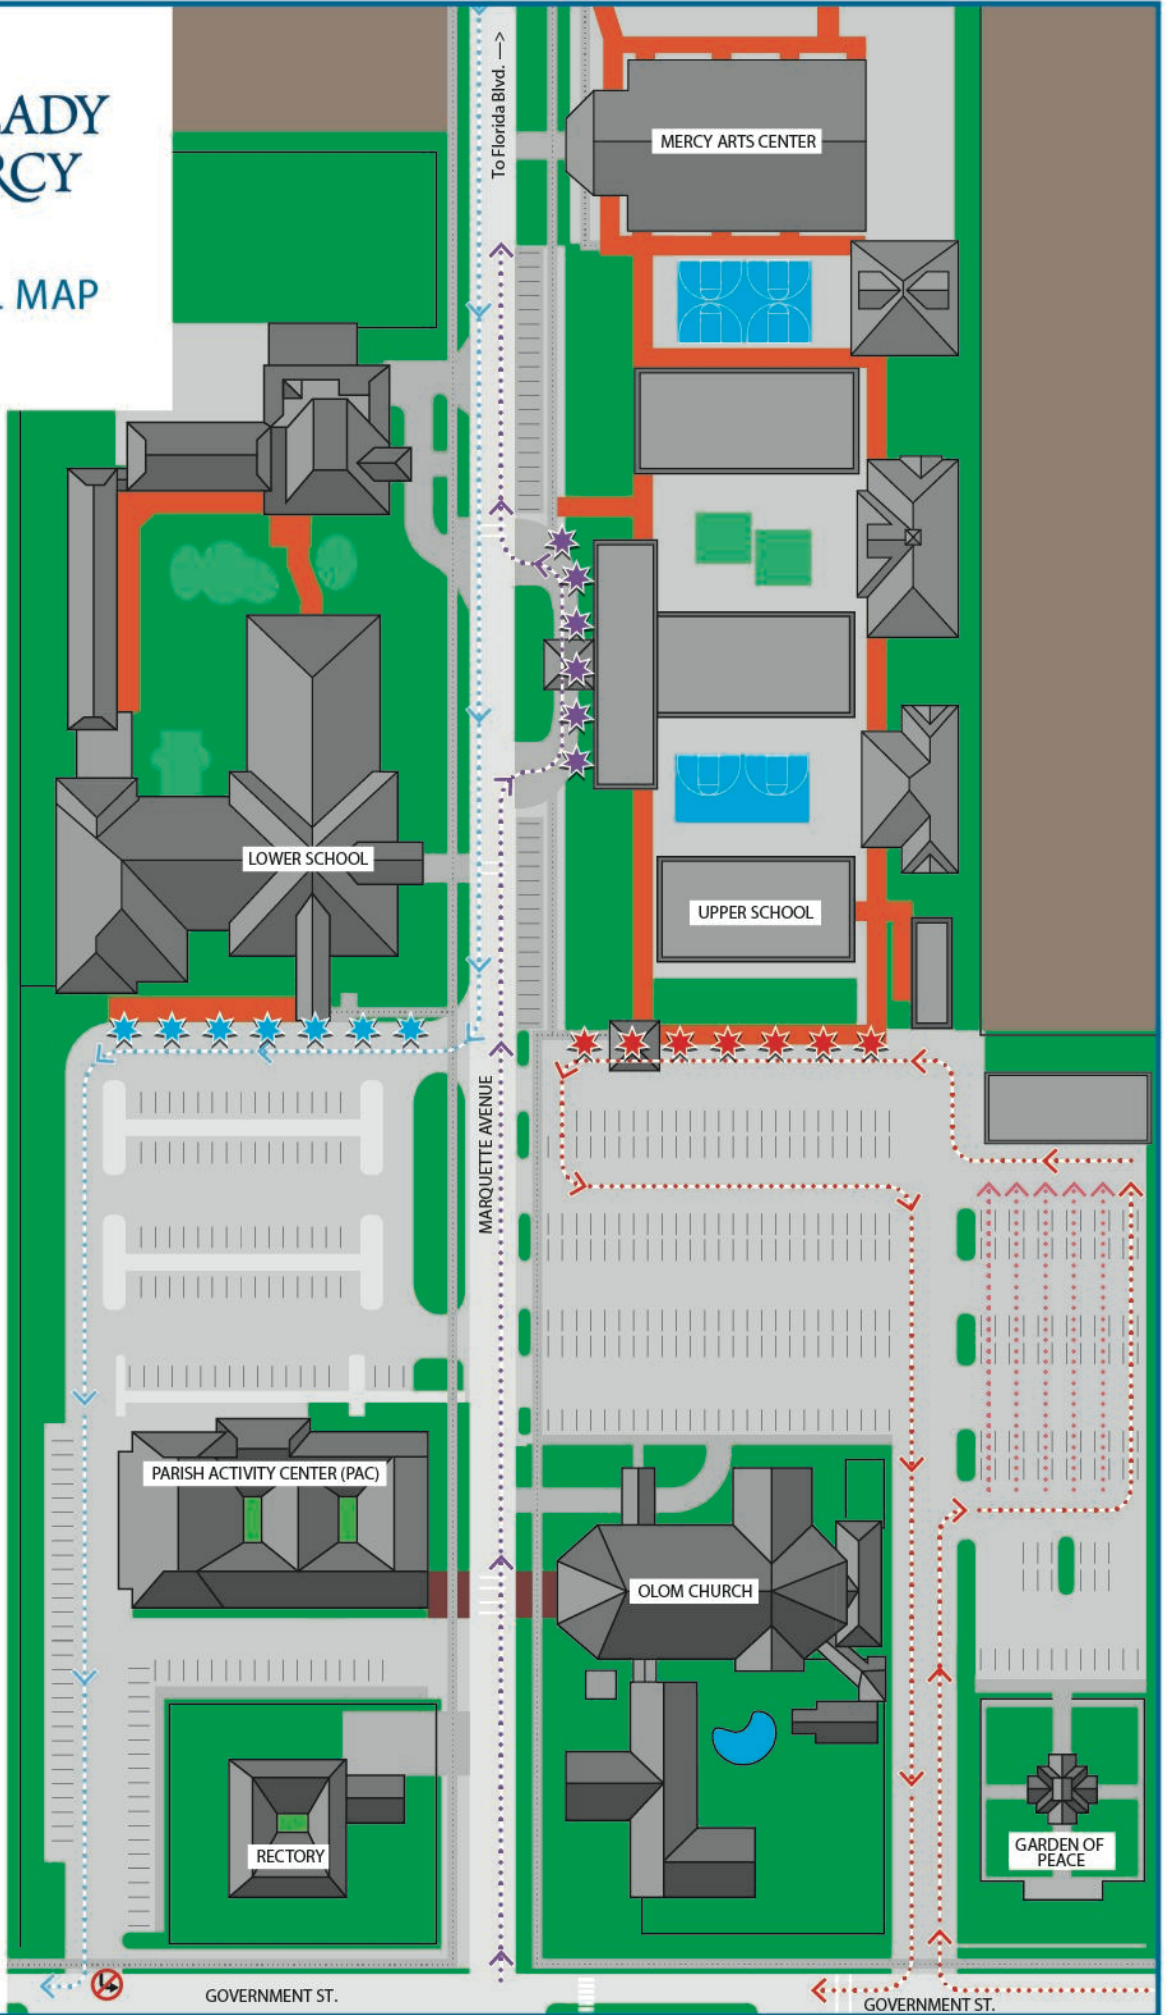 LADY
RCY
MAP
To Florida Blvd. —>
MERCY ARTS CENTER
LOWER SCHOOL
UPPER SCHOOL
MARQUETTE AVENUE
PARISH ACTIVITY CENTER (PAC)
OLOM CHURCH
RECTORY
GARDEN OF
PEACE
GOVERNMENT ST.
GOVERNMENT ST.